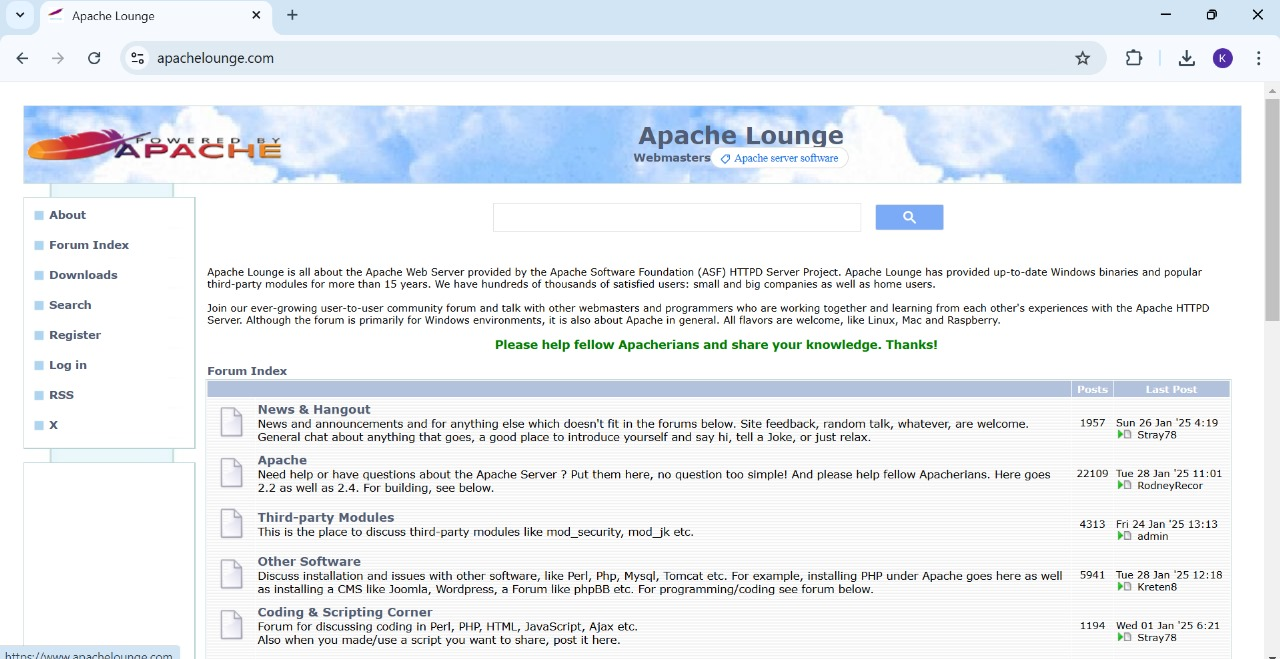 Apache Lounge
apachelounge.com
K
POWERED BY
APACHE
Apache Lounge
Webmasters
Apache server software
About
Forum Index
Downloads
Search
Register
Log in
RSS
X
Apache Lounge is all about the Apache Web Server provided by the Apache Software Foundation (ASF) HTTPD Server Project. Apache Lounge has provided up-to-date Windows binaries and popular
third-party modules for more than 15 years. We have hundreds of thousands of satisfied users: small and big companies as well as home users.
Join our ever-growing user-to-user community forum and talk with other webmasters and programmers who are working together and learning from each other's experiences with the Apache HTTPD
Server. Although the forum is primarily for Windows environments, it is also about Apache in general. All flavors are welcome, like Linux, Mac and Raspberry.
Please help fellow Apacherians and share your knowledge. Thanks!
Forum Index
Posts Last Post
News & Hangout
News and announcements and for anything else which doesn't fit in the forums below. Site feedback, random talk, whatever, are welcome.
General chat about anything that goes, a good place to introduce yourself and say hi, tell a Joke, or just relax.
1957 Sun 26 Jan '25 4:19
Stray78
Apache
Need help or have questions about the Apache Server ? Put them here, no question too simple! And please help fellow Apacherians. Here goes
2.2 as well as 2.4. For building, see below.
22109 Tue 28 Jan '25 11:01
RodneyRecor
Third-party Modules
This is the place to discuss third-party modules like mod_security, mod_jk etc.
4313 Fri 24 Jan '25 13:13
admin
Other Software
Discuss installation and issues with other software, like Perl, Php, Mysql, Tomcat etc. For example, installing PHP under Apache goes here as well
as installing a CMS like Joomla, Wordpress, a Forum like phpBB etc. For programming/coding see forum below.
5941 Tue 28 Jan '25 12:18
Kreten8
Coding & Scripting Corner
Forum for discussing coding in Perl, PHP, HTML, JavaScript, Ajax etc.
Also when you made/use a script you want to share, post it here.
1194 Wed 01 Jan '25 6:21
Stray78
https://www.apachelounge.com